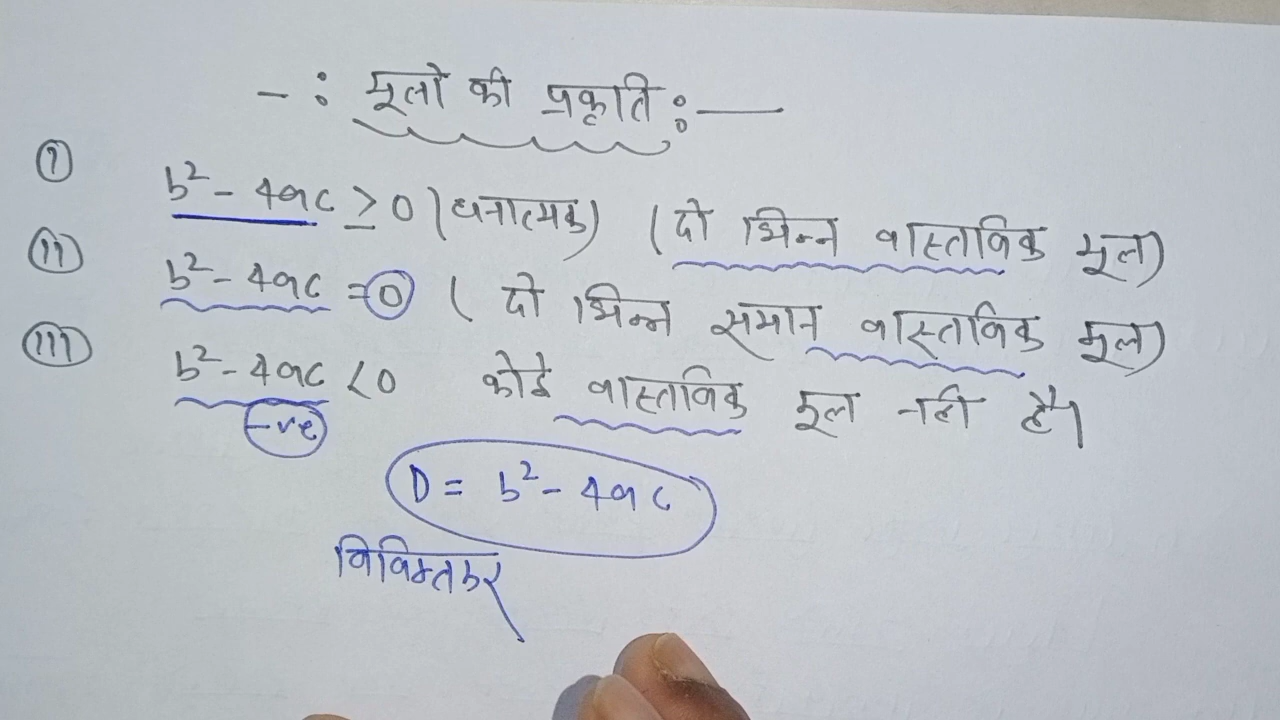 -: मूलो की प्रकृति :—
(i) b² - 4ac ≥ 0 (धनात्मक) (दो भिन्न वास्तविक मूल)
(ii) b² - 4ac = 0 ( दो भिन्न समान वास्तविक मूल)
(iii) b² - 4ac < 0 कोई वास्तविक मूल नही है।
-ve
D = b² - 4ac
विविक्तकर